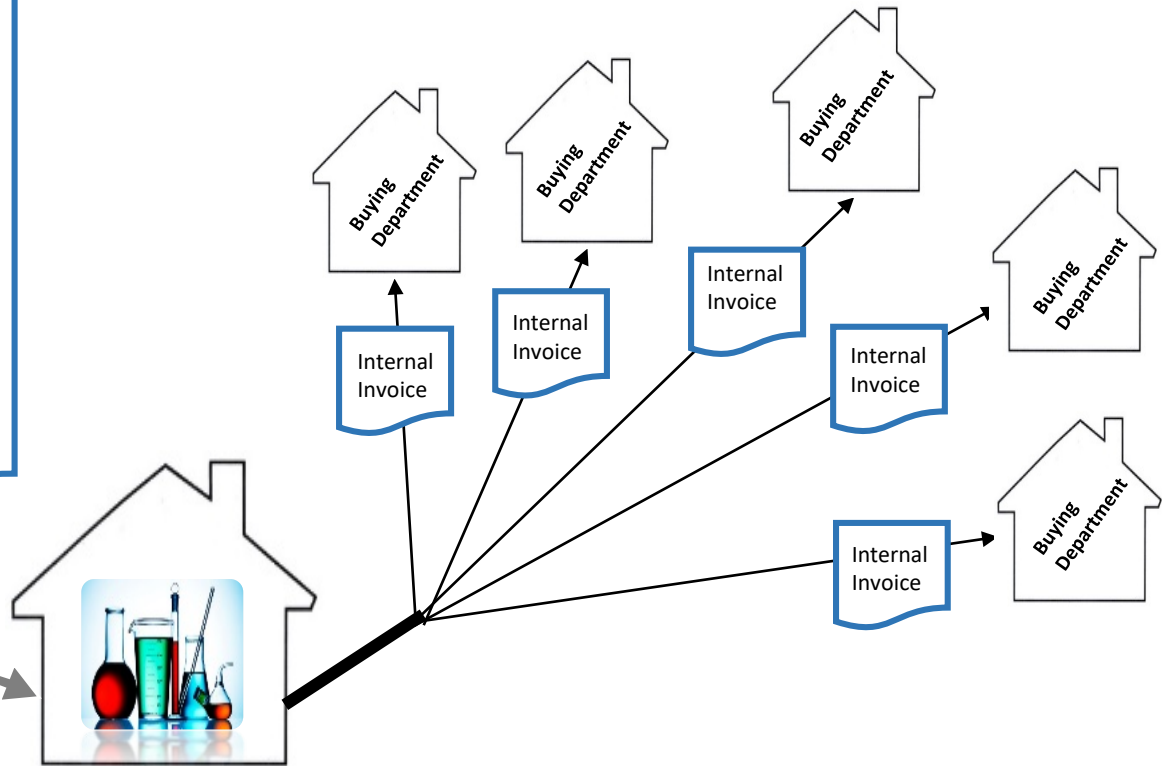 Buying
Department
Buying
Department
Buying
Department
Buying
Department
Buying
Department
Internal
Invoice
Internal
Invoice
Internal
Invoice
Internal
Invoice
Internal
Invoice